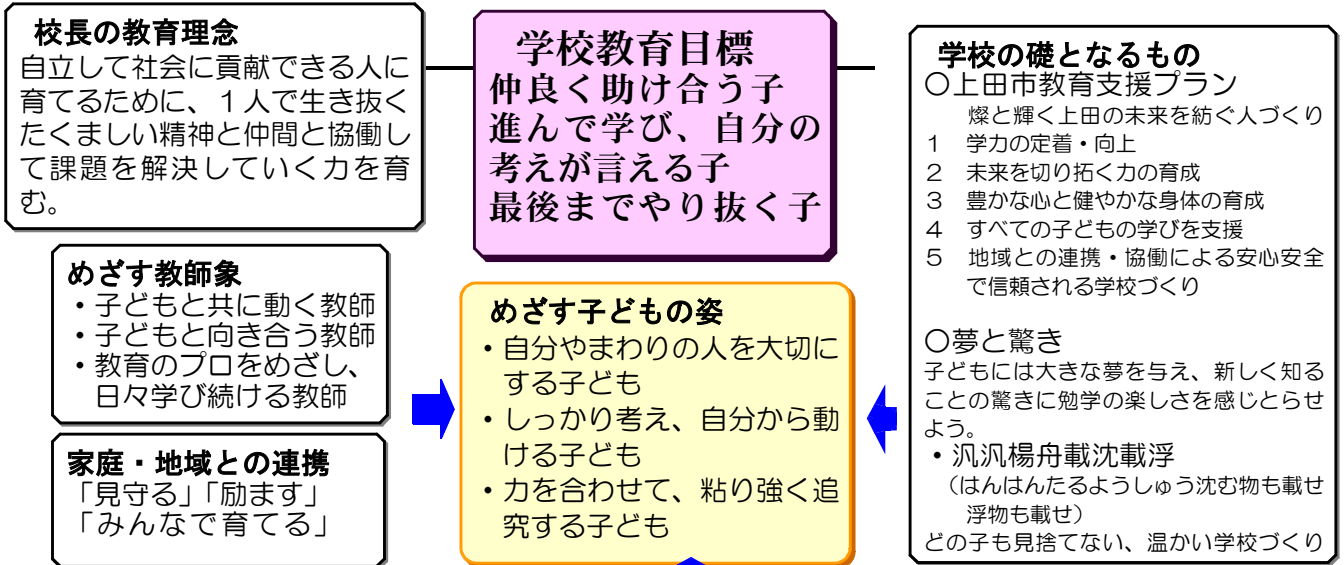 校長の教育理念
自立して社会に貢献できる人に
育てるために、1人で生き抜く
たくましい精神と仲間と協働し
て課題を解決していく力を育
む。
学校教育目標
仲良く助け合う子
進んで学び、自分の
考えが言える子
最後までやり抜く子
学校の礎となるもの
○上田市教育支援プラン
燦と輝く上田の未来を紡ぐ人づくり
1 学力の定着・向上
2 未来を切り拓く力の育成
3 豊かな心と健やかな身体の育成
4 すべての子どもの学びを支援
5 地域との連携・協働による安心安全
で信頼される学校づくり
○夢と驚き
子どもには大きな夢を与え、新しく知る
ことの驚きに勉学の楽しさを感じとらせ
よう。
・汎汎楊舟載沈載浮
(はんはんたるようしゅう沈む物も載せ
浮物も載せ)
どの子も見捨てない、温かい学校づくり
めざす教師象
・子どもと共に動く教師
・子どもと向き合う教師
・教育のプロをめざし、
日々学び続ける教師
家庭・地域との連携
「見守る」「励ます」
「みんなで育てる」
めざす子どもの姿
・自分やまわりの人を大切に
する子ども
・しっかり考え、自分から動
ける子ども
・力を合わせて、粘り強く追
究する子ども